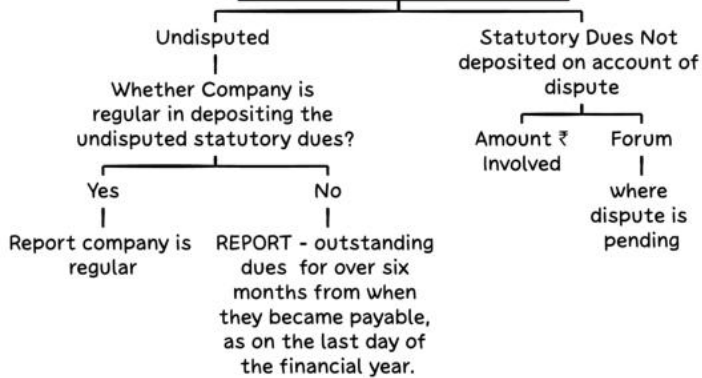 Undisputed
Whether Company is
regular in depositing the
undisputed statutory dues?
Yes
Report company is
regular
No
REPORT - outstanding
dues for over six
months from when
they became payable,
as on the last day of
the financial year.
Statutory Dues Not
deposited on account of
dispute
Amount ₹
Involved
Forum
where
dispute is
pending